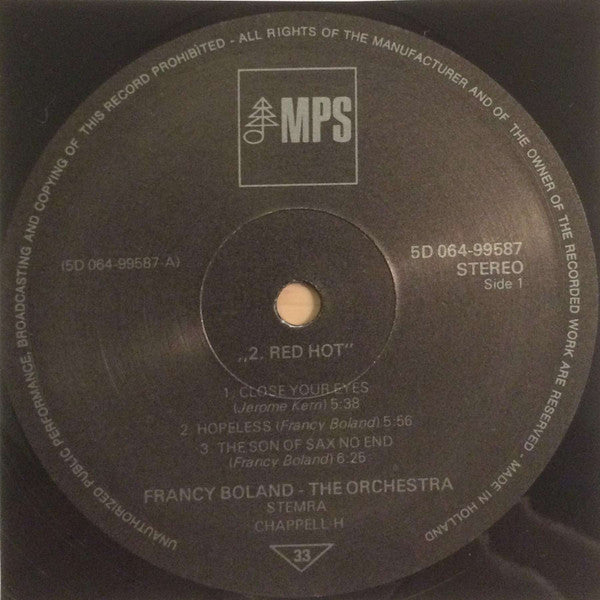 UNAUTHORIZED PUBLIC PERFORMANCE, BROADCASTING AND COPYING OF THIS RECORD PROHIBITED - ALL RIGHTS OF THE MANUFACTURER AND OF THE OWNER OF THE RECORDED WORK ARE RESERVED - MADE IN HOLLAND
MPS
(5D 064-99587-A)
5D 064-99587
STEREO
Side 1
„2. RED HOT"
1. CLOSE YOUR EYES
(Jerome Kern) 5:38
2. HOPELESS (Francy Boland) 5:56
3. THE SON OF SAX NO END
(Francy Boland) 6:25
FRANCY BOLAND - THE ORCHESTRA
STEMRA
CHAPPELL H
33